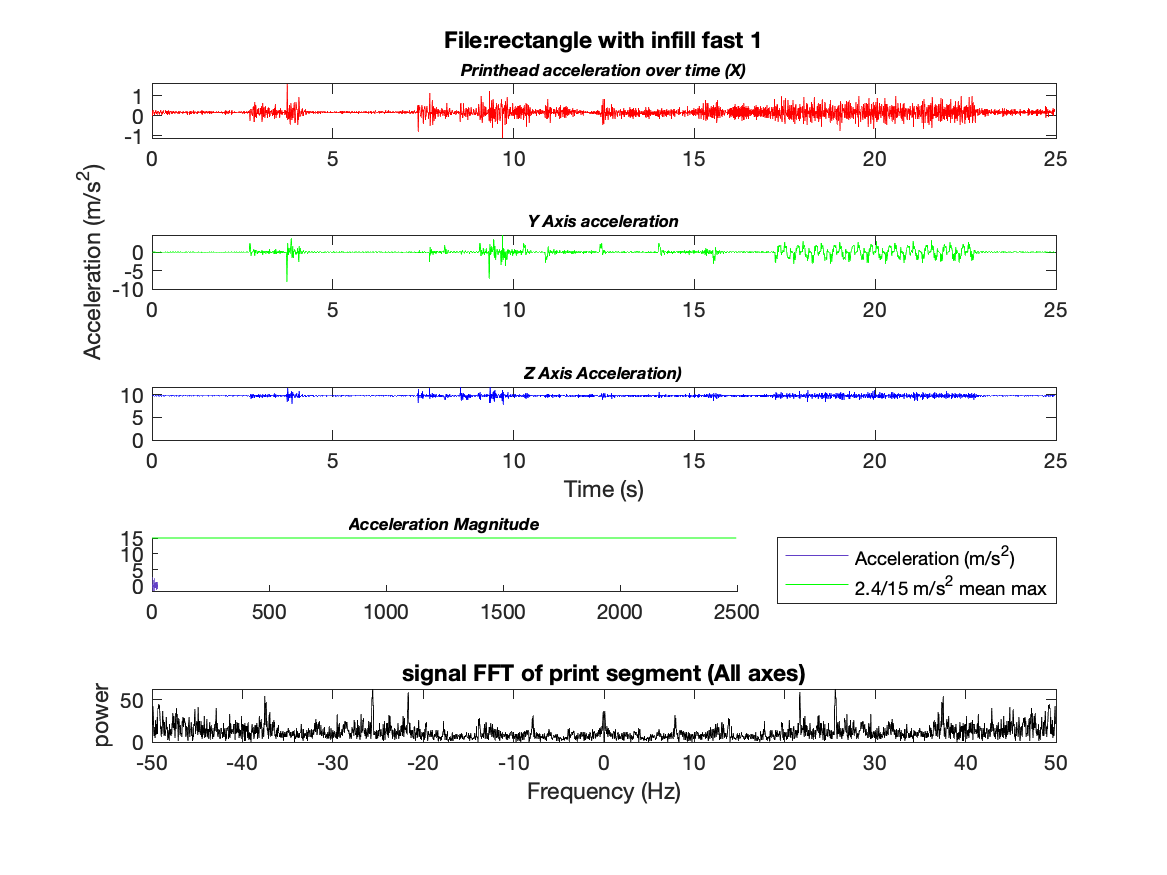 File:rectangle with infill fast 1
Printhead acceleration over time (X)
1
0
-1
0 5 10 15 20 25
Acceleration (m/s²)
Y Axis acceleration
0
-5
-10
0 5 10 15 20 25
Z Axis Acceleration)
10
5
0
0 5 10 15 20 25
Time (s)
Acceleration Magnitude
15
10
5
0
0 500 1000 1500 2000 2500
Acceleration (m/s²)
2.4/15 m/s² mean max
signal FFT of print segment (All axes)
power
50
0
-50 -40 -30 -20 -10 0 10 20 30 40 50
Frequency (Hz)